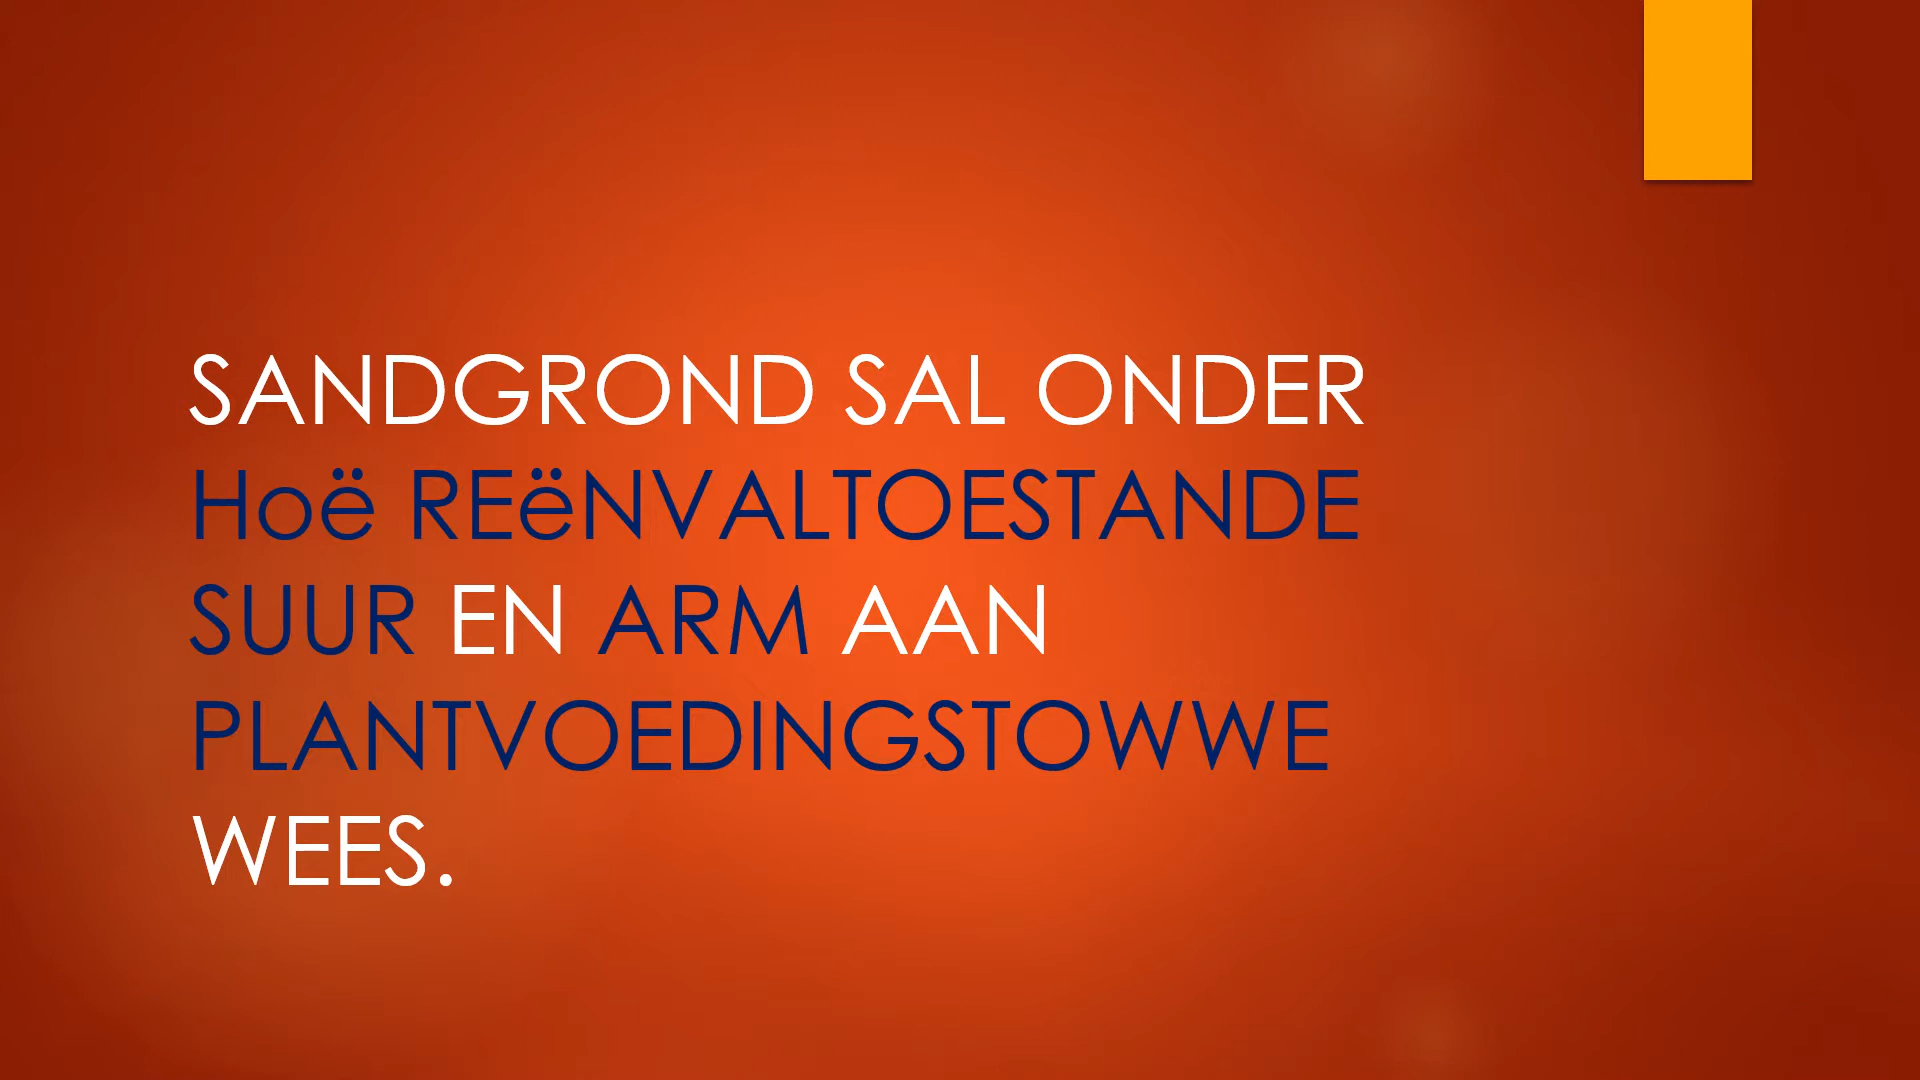 SANDGROND SAL ONDER
Hoë REëNVALTOESTANDE
SUUR EN ARM AAN
PLANTVOEDINGSTOWWE
WEES.